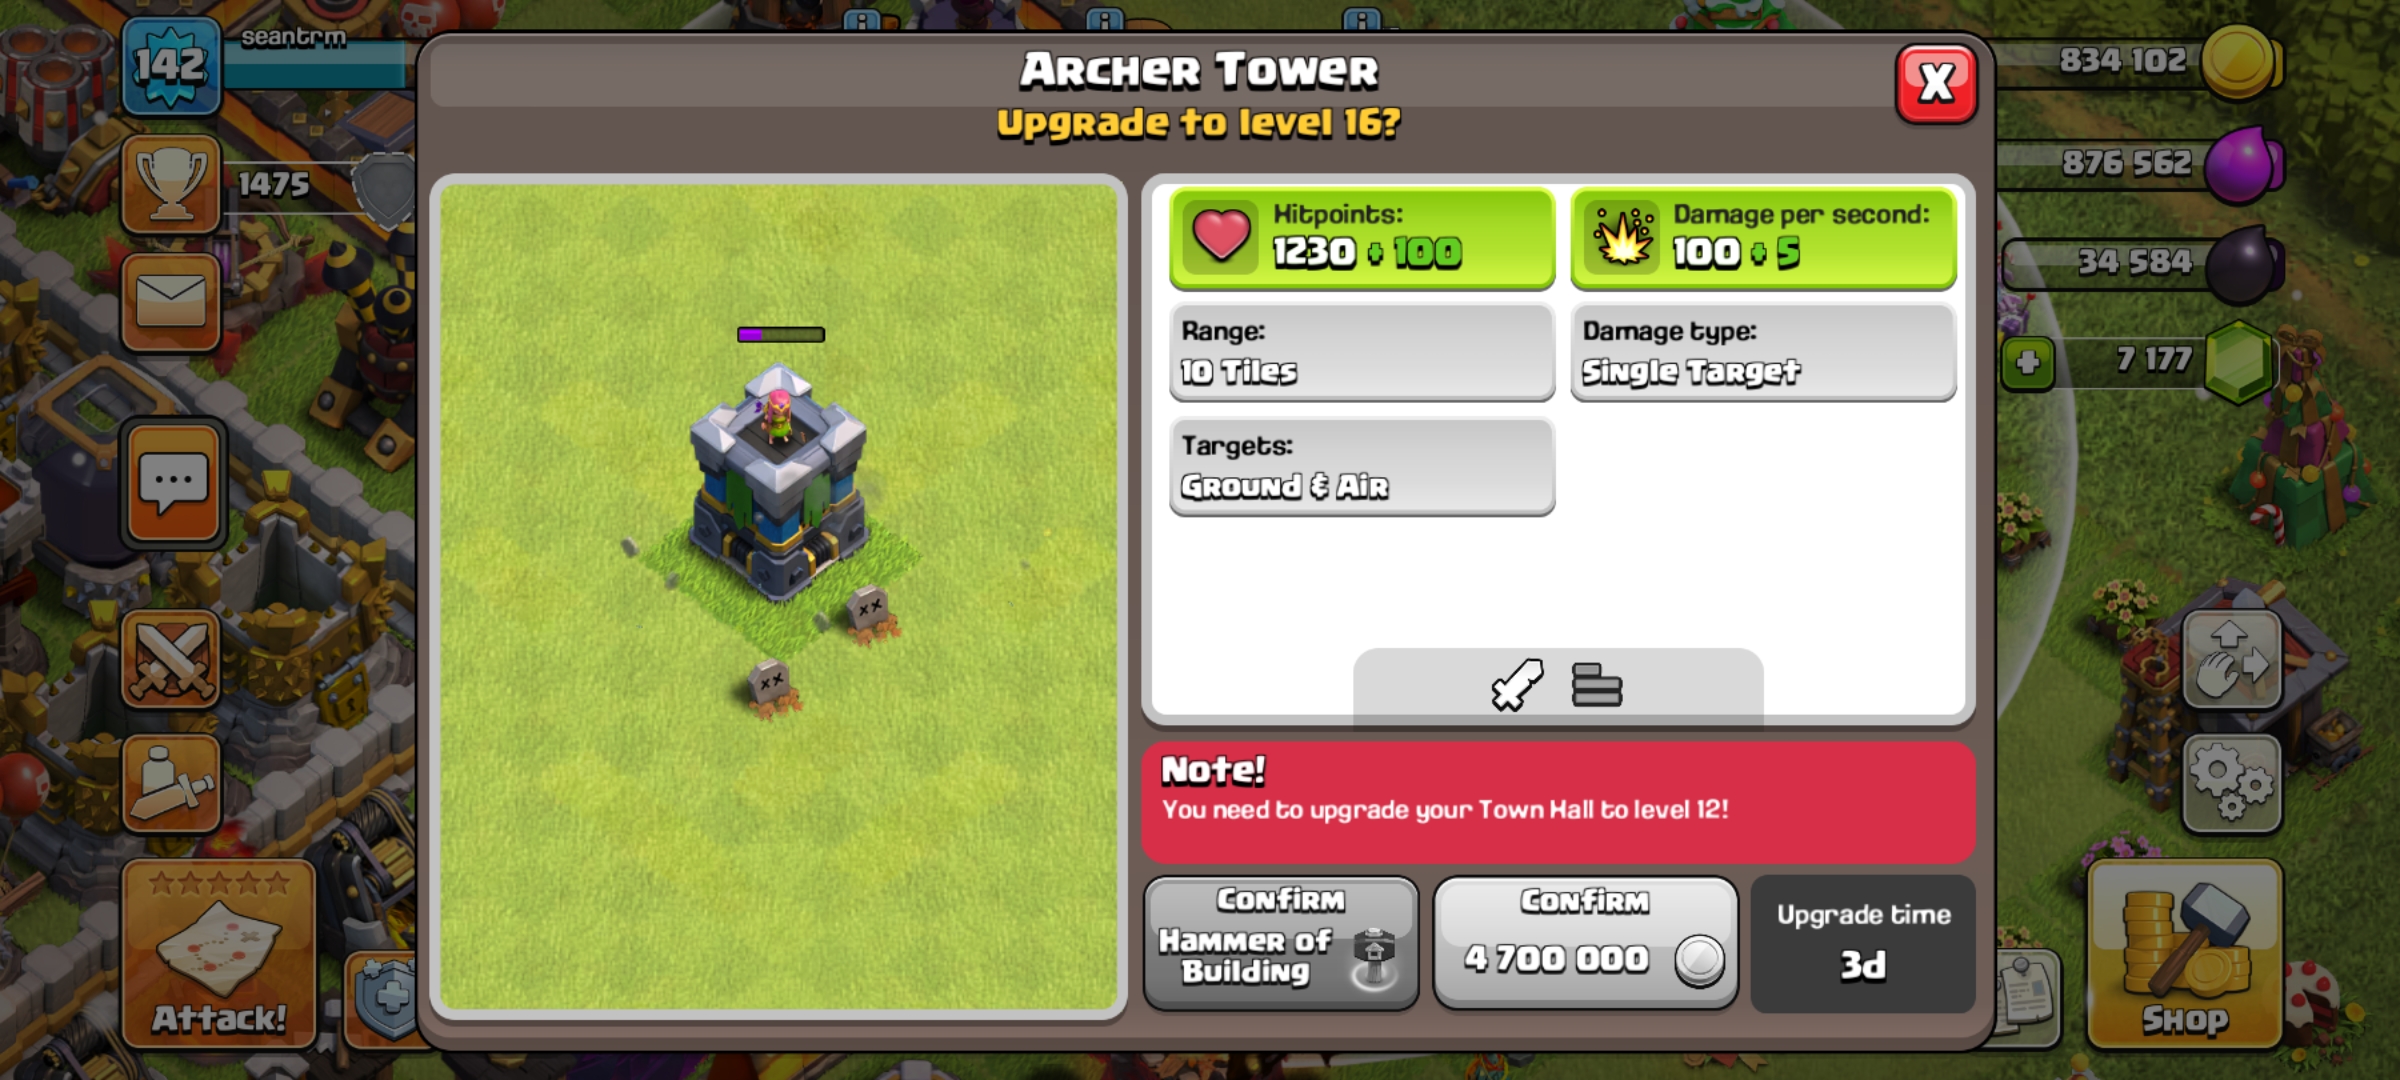 142
seantrm
1475
Attack!
Archer Tower
Upgrade to level 16?
X
Hitpoints:
1230 + 100
Damage per second:
100 + 5
Range:
10 Tiles
Damage type:
Single Target
Targets:
Ground & Air
Note!
You need to upgrade your Town Hall to level 12!
Confirm
Hammer of
Building
Confirm
4 700 000
Upgrade time
3d
834 102
876 562
34 584
7 177
Shop